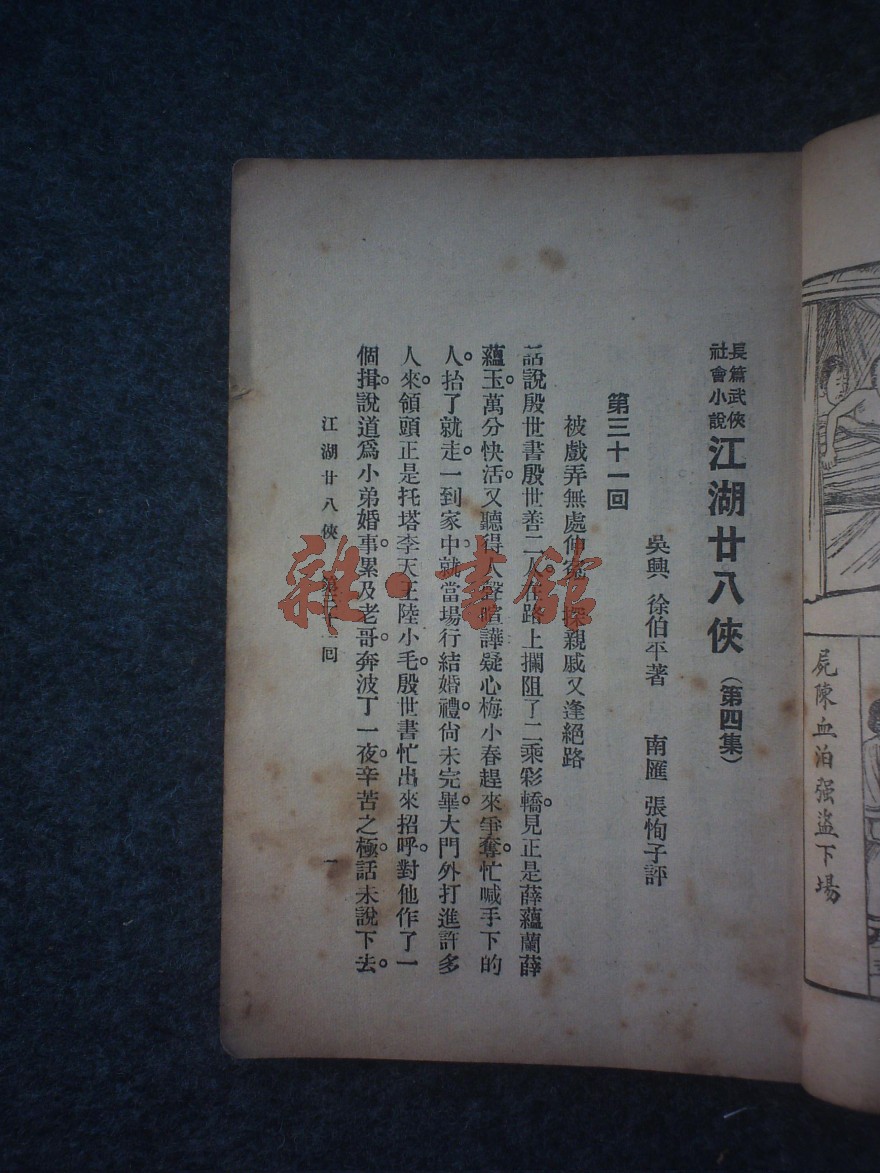 屍陳血泊强盜下場
長篇武俠
社會小說
江湖廿八俠(第四集)
吳興 徐伯平著 南匯 張恂子評
第三十一回
被戲弄無處伸冤 探親戚又逢絕路
話說殷世書殷世善二人在路上攔阻了二乘彩轎。見正是薛蘊蘭薛
蘊玉。萬分快活。又聽得人聲喧譁疑心梅小春趕來爭奪。忙喊手下的
人。抬了就走。一到家中就當場行結婚禮。尙未完畢。大門外打進許多
人來。領頭正是托塔李天王陸小毛。殷世書忙出來招呼。對他作了一
個揖。說道爲小弟婚事。累及老哥。奔波丁一夜。辛苦之極。話未說下去。
江湖廿八俠 第三十一回 一
雜·書館